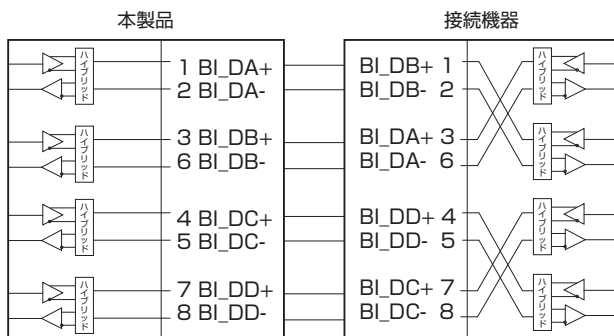 本製品
接続機器
ハイブリッド
1 BI_DA+
2 BI_DA-
BI_DB+ 1
BI_DB- 2
ハイブリッド
ハイブリッド
3 BI_DB+
6 BI_DB-
BI_DA+ 3
BI_DA- 6
ハイブリッド
ハイブリッド
4 BI_DC+
5 BI_DC-
BI_DD+ 4
BI_DD- 5
ハイブリッド
ハイブリッド
7 BI_DD+
8 BI_DD-
BI_DC+ 7
BI_DC- 8
ハイブリッド